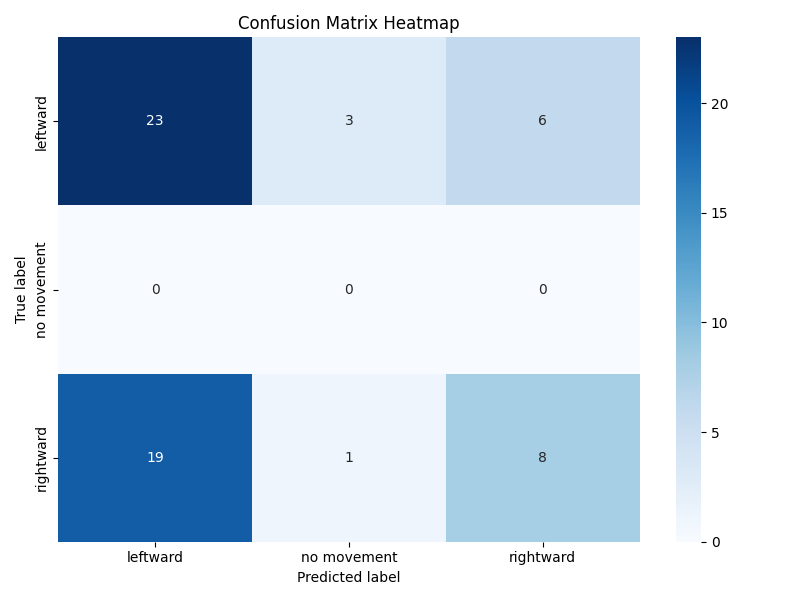 Confusion Matrix Heatmap
True label
leftward
23
3
6
no movement
0
0
0
rightward
19
1
8
leftward
no movement
rightward
Predicted label
20
15
10
5
0